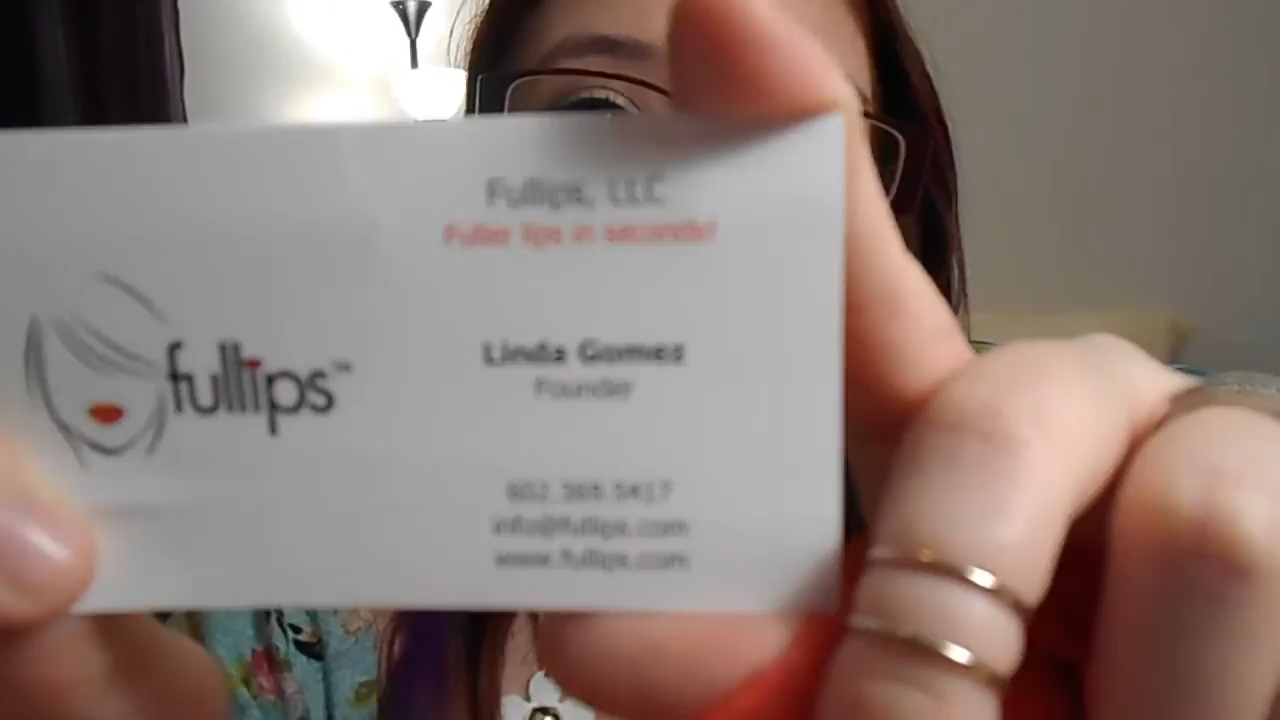 Fullips, LLC
Fuller lips in seconds!
fullips™
Linda Gomez
Founder
info@fullips.com
www.fullips.com